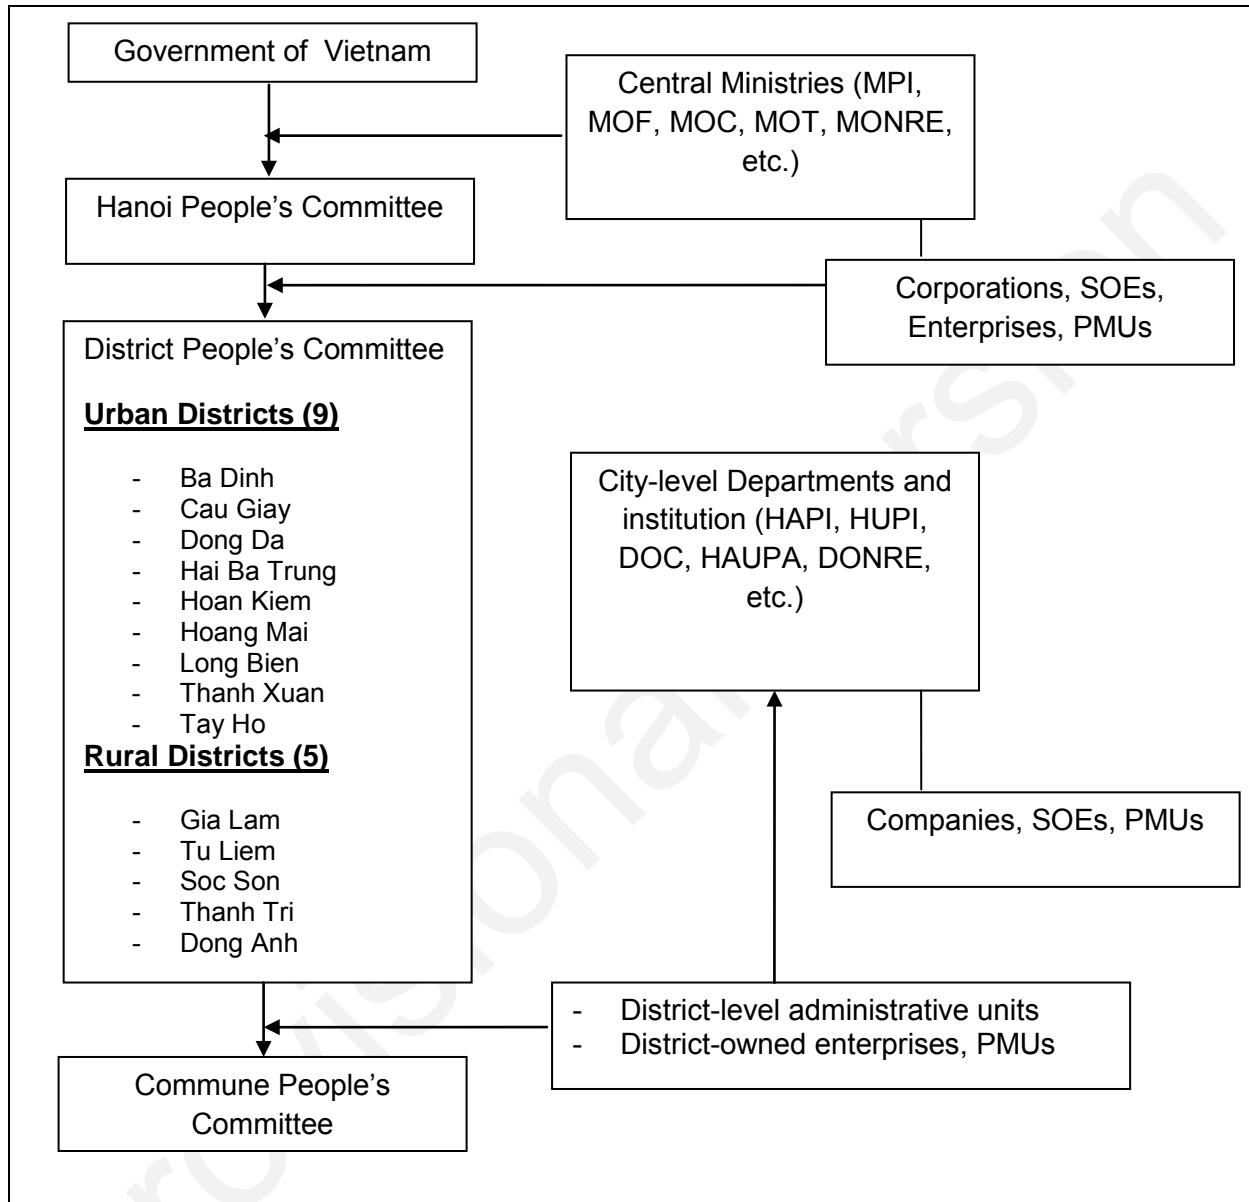 Government of Vietnam
Central Ministries (MPI,
MOF, MOC, MOT, MONRE,
etc.)
Hanoi People's Committee
Corporations, SOEs,
Enterprises, PMUs
District People's Committee
Urban Districts (9)
- Ba Dinh
- Cau Giay
- Dong Da
- Hai Ba Trung
- Hoan Kiem
- Hoang Mai
- Long Bien
- Thanh Xuan
- Tay Ho
Rural Districts (5)
- Gia Lam
- Tu Liem
- Soc Son
- Thanh Tri
- Dong Anh
City-level Departments and
institution (HAPI, HUPI,
DOC, HAUPA, DONRE,
etc.)
Companies, SOEs, PMUs
- District-level administrative units
- District-owned enterprises, PMUs
Commune People's
Committee